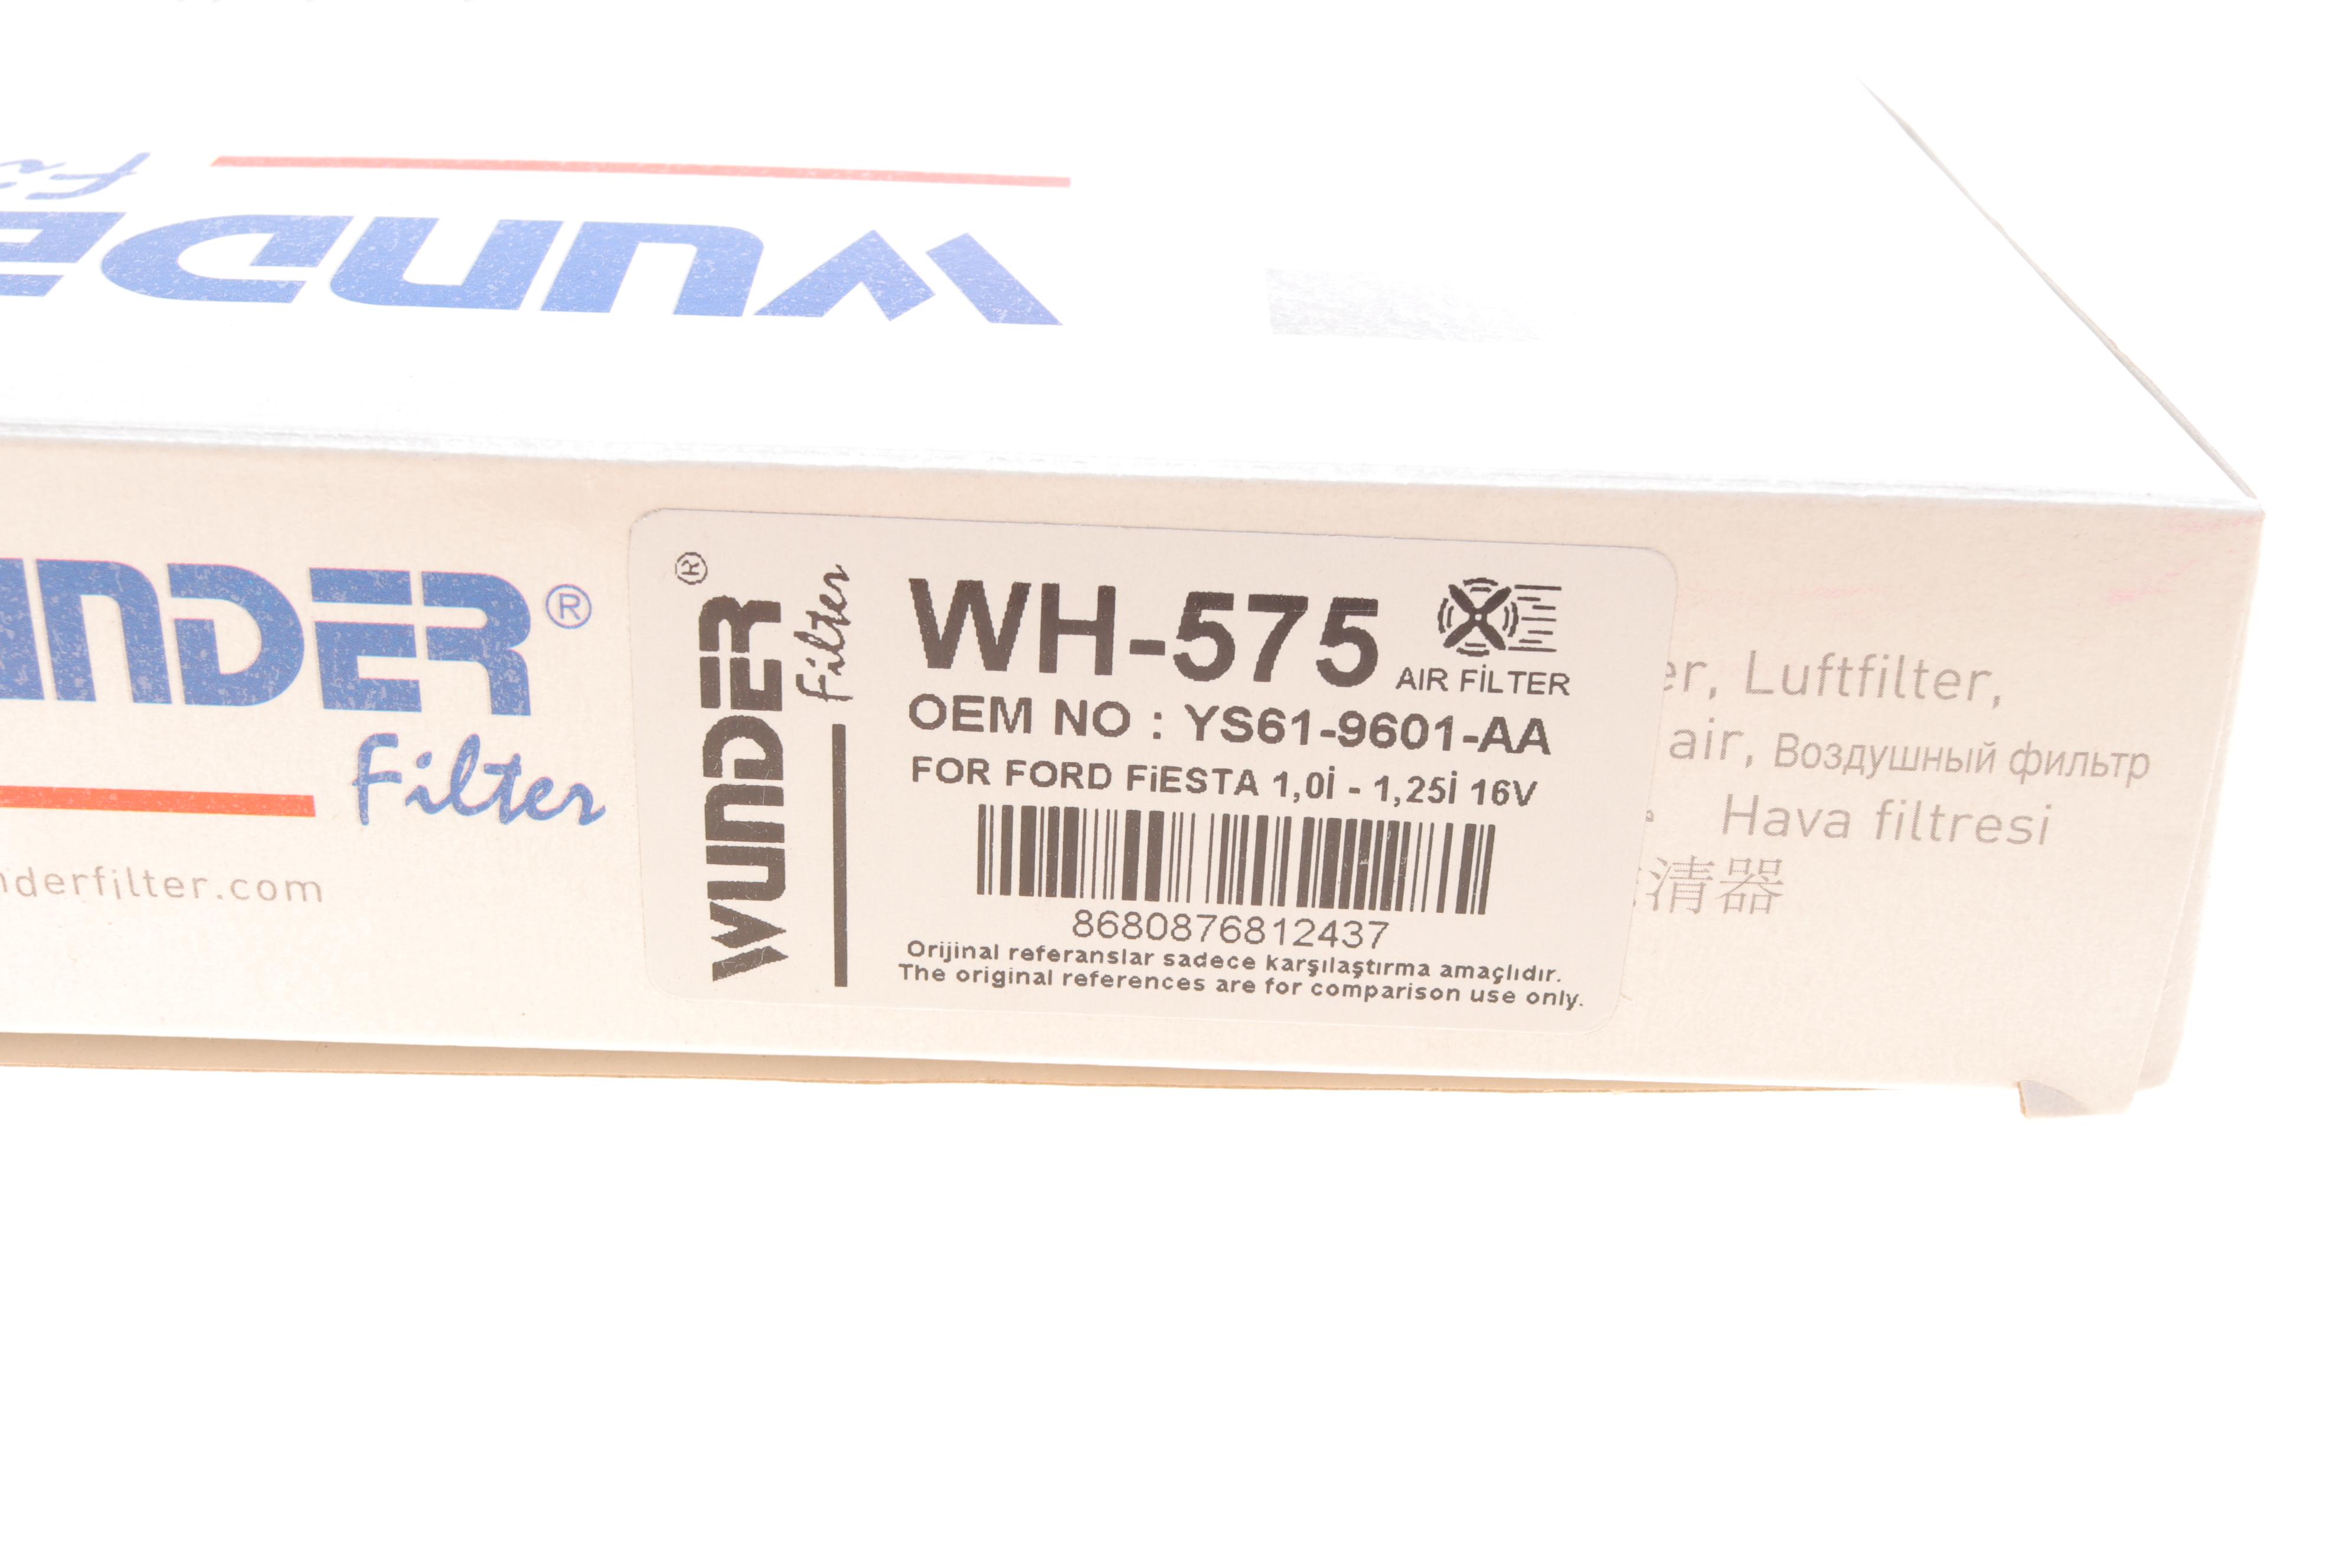 WUNDER
NDER®
Filter
nderfilter.com
WUNDER®
Filter
WH-575
AIR FİLTER
OEM NO : YS61-9601-AA
FOR FORD FiESTA 1,0İ - 1,25İ 16V
8680876812437
Orijinal referanslar sadece karşılaştırma amaçlıdır.
The original references are for comparison use only.
er, Luftfilter,
air, Воздушный фильтр
Hava filtresi
清器